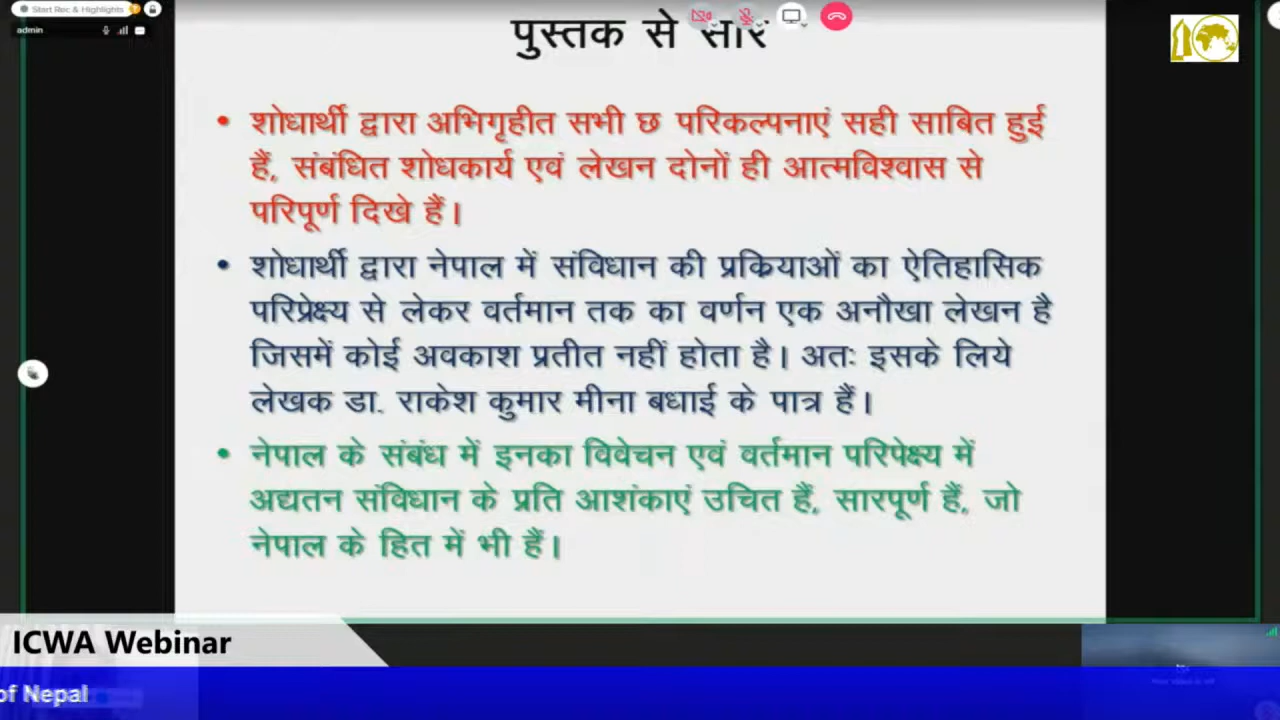 Start Rec & Highlights
admin
पुस्तक से सार
• शोधार्थी द्वारा अभिगृहीत सभी छ परिकल्पनाएं सही साबित हुई
हैं, संबंधित शोधकार्य एवं लेखन दोनों ही आत्मविश्वास से
परिपूर्ण दिखे हैं।
• शोधार्थी द्वारा नेपाल में संविधान की प्रकियाओं का ऐतिहासिक
परिप्रेक्ष्य से लेकर वर्तमान तक का वर्णन एक अनौखा लेखन है
जिसमें कोई अवकाश प्रतीत नहीं होता है। अतः इसके लिये
लेखक डा. राकेश कुमार मीना बधाई के पात्र हैं।
• नेपाल के संबंध में इनका विवेचन एवं वर्तमान परिपेक्ष्य में
अद्यतन संविधान के प्रति आशंकाएं उचित हैं, सारपूर्ण हैं, जो
नेपाल के हित में भी हैं।
ICWA Webinar
of Nepal